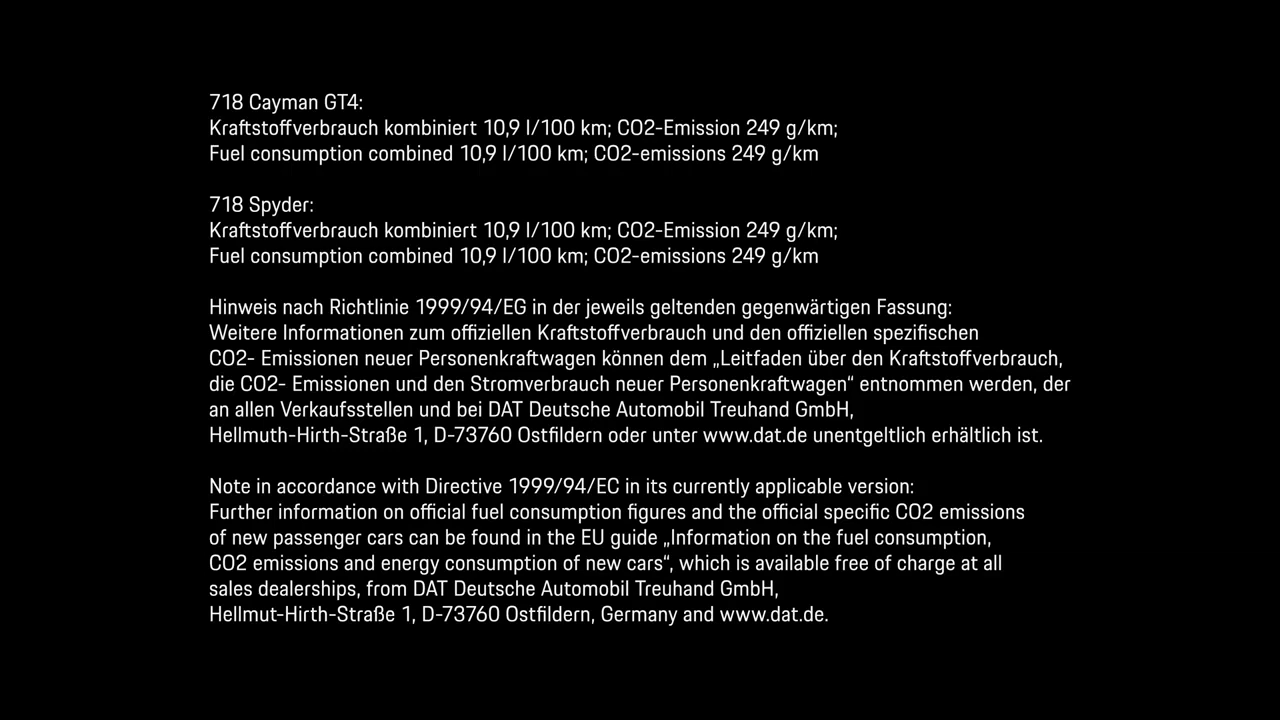 718 Cayman GT4:
Kraftstoffverbrauch kombiniert 10,9 l/100 km; CO2-Emission 249 g/km;
Fuel consumption combined 10,9 l/100 km; CO2-emissions 249 g/km
718 Spyder:
Kraftstoffverbrauch kombiniert 10,9 l/100 km; CO2-Emission 249 g/km;
Fuel consumption combined 10,9 l/100 km; CO2-emissions 249 g/km
Hinweis nach Richtlinie 1999/94/EG in der jeweils geltenden gegenwärtigen Fassung:
Weitere Informationen zum offiziellen Kraftstoffverbrauch und den offiziellen spezifischen
CO2- Emissionen neuer Personenkraftwagen können dem „Leitfaden über den Kraftstoffverbrauch,
die CO2- Emissionen und den Stromverbrauch neuer Personenkraftwagen“ entnommen werden, der
an allen Verkaufsstellen und bei DAT Deutsche Automobil Treuhand GmbH,
Hellmuth-Hirth-Straße 1, D-73760 Ostfildern oder unter www.dat.de unentgeltlich erhältlich ist.
Note in accordance with Directive 1999/94/EC in its currently applicable version:
Further information on official fuel consumption figures and the official specific CO2 emissions
of new passenger cars can be found in the EU guide „Information on the fuel consumption,
CO2 emissions and energy consumption of new cars“, which is available free of charge at all
sales dealerships, from DAT Deutsche Automobil Treuhand GmbH,
Hellmut-Hirth-Straße 1, D-73760 Ostfildern, Germany and www.dat.de.